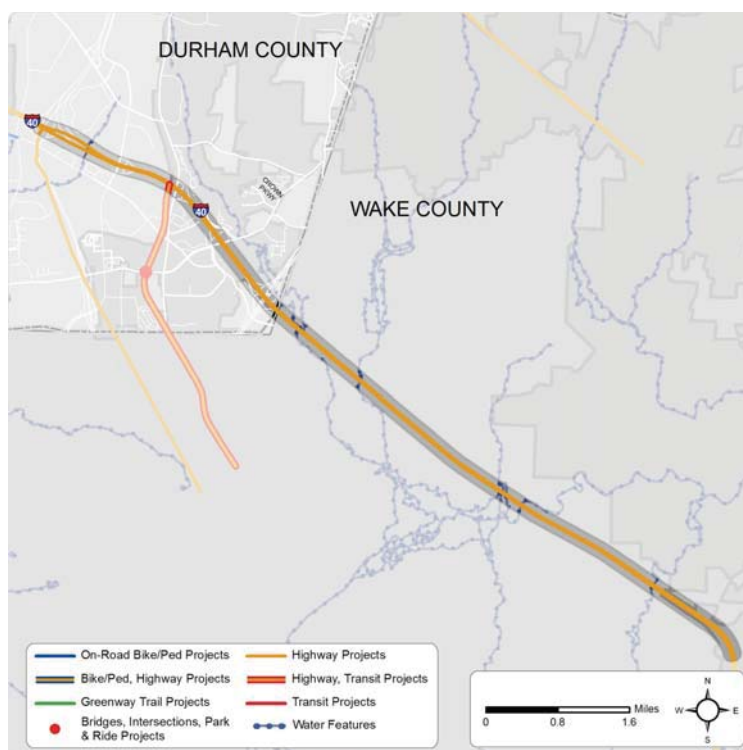 DURHAM COUNTY
40
CROWN
PKWY
WAKE COUNTY
40
On-Road Bike/Ped Projects
Highway Projects
Bike/Ped, Highway Projects
Highway, Transit Projects
Greenway Trail Projects
Transit Projects
Bridges, Intersections, Park
& Ride Projects
Water Features
Miles
0 0.8 1.6
N
W E
S